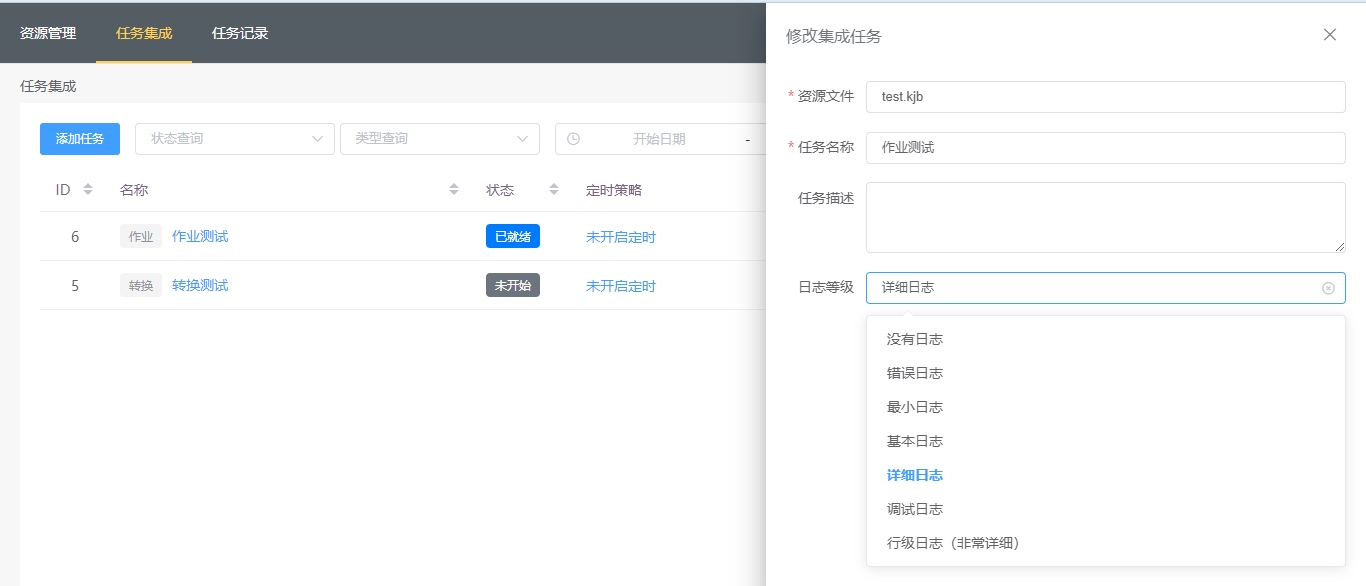 资源管理
任务集成
任务记录
任务集成
添加任务
状态查询
类型查询
开始日期
-
ID
名称
状态
定时策略
6
作业
作业测试
已就绪
未开启定时
5
转换
转换测试
未开始
未开启定时
修改集成任务
* 资源文件
test.kjb
* 任务名称
作业测试
任务描述
日志等级
详细日志
没有日志
错误日志
最小日志
基本日志
详细日志
调试日志
行级日志（非常详细）